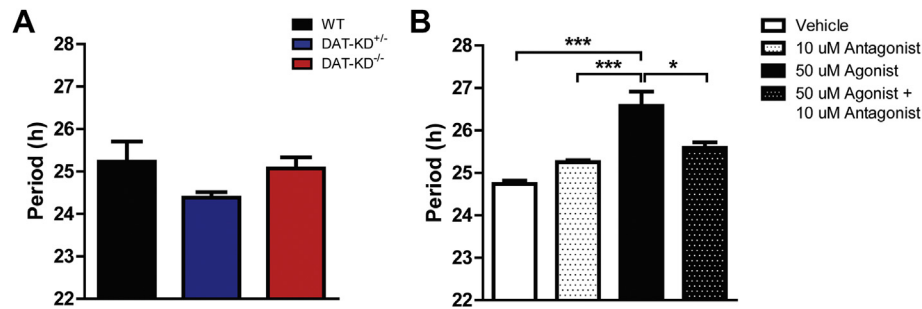 A
WT
DAT-KD+/-
DAT-KD-/-
Period (h)
28
27
26
25
24
23
22
B
Vehicle
10 uM Antagonist
50 uM Agonist
50 uM Agonist +
10 uM Antagonist
***
***
*
Period (h)
28
27
26
25
24
23
22